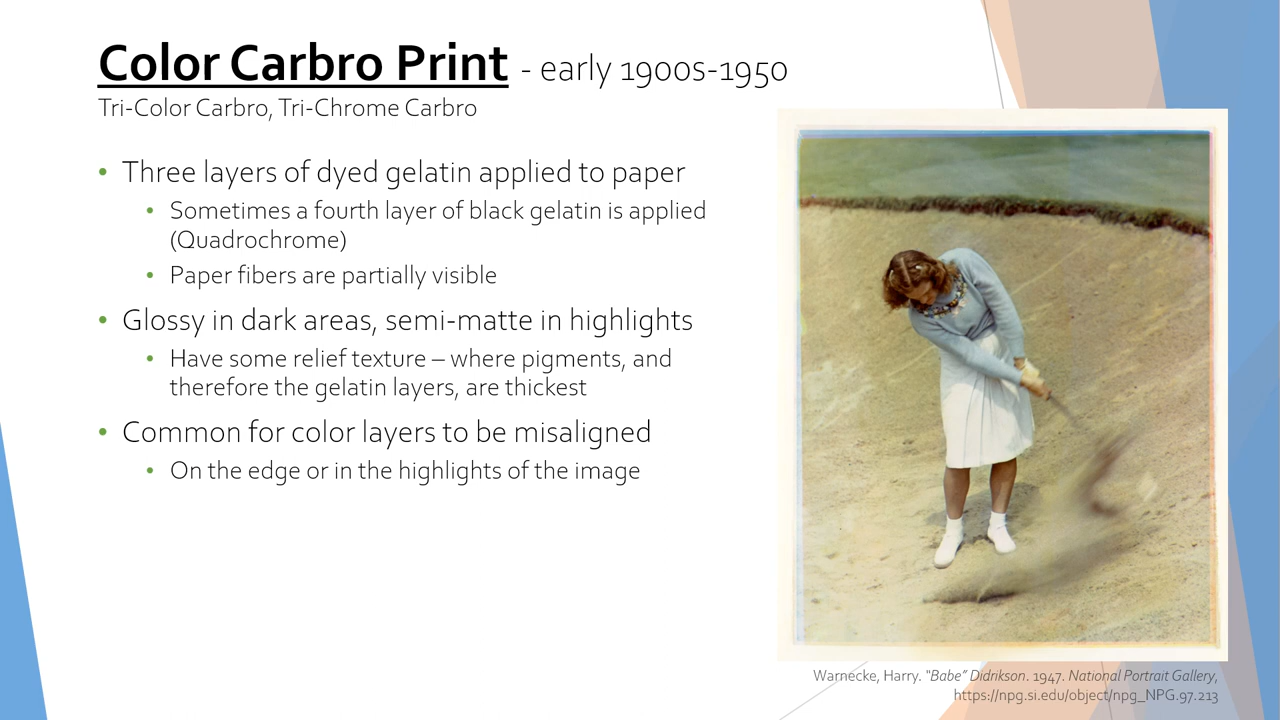 Color Carbro Print - early 1900s-1950
Tri-Color Carbro, Tri-Chrome Carbro
• Three layers of dyed gelatin applied to paper
• Sometimes a fourth layer of black gelatin is applied
(Quadrochrome)
• Paper fibers are partially visible
• Glossy in dark areas, semi-matte in highlights
• Have some relief texture – where pigments, and
therefore the gelatin layers, are thickest
• Common for color layers to be misaligned
• On the edge or in the highlights of the image
Warnecke, Harry. “Babe” Didrikson. 1947. National Portrait Gallery,
https://npg.si.edu/object/npg_NPG.97.213